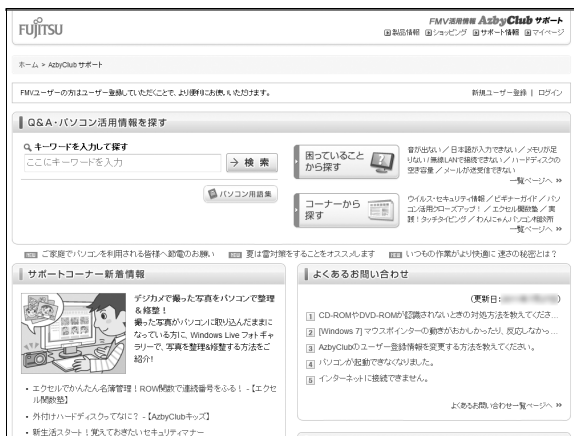 FUJITSU
FMV活用情報 AzbyClub サポート
製品情報 ショッピング サポート情報 マイページ
ホーム > AzbyClub サポート
FMVユーザーの方はユーザー登録していただくことで、より便利にお使いいただけます。
新規ユーザー登録 | ログイン
Q&A・パソコン活用情報を探す
キーワードを入力して探す
ここにキーワードを入力
検索
パソコン用語集
困っていること
から探す
音が出ない／日本語が入力できない／メモリが足
りない／無線LANで接続できない／ハードディスクの
空き容量／メールが送受信できない
一覧ページへ »
コーナーから
探す
ウイルス・セキュリティ情報／ビギナーガイド／パソ
コン活用クローズアップ！／エクセル関数塾／実
践！タッチタイピング／わんにゃんパソコン相談所
一覧ページへ »
ご家庭でパソコンを利用される皆様へ節電のお願い
夏は雷対策をすることをオススメします
いつもの作業がより快適に 速さの秘密とは？
サポートコーナー新着情報
デジカメで撮った写真をパソコンで整理
＆修整！
撮った写真がパソコンに取り込んだままに
なっている方に、Windows Live フォトギャ
ラリーで、写真を整理&修整する方法をご
紹介！
・エクセルでかんたん名簿管理！ROW関数で連続番号をふる！ -【エクセ
ル関数塾】
・外付けハードディスクってなに？ -【AzbyClubキッズ】
・新生活スタート！覚えておきたいセキュリティマナー
よくあるお問い合わせ
(更新日:
1 CD-ROMやDVD-ROMが認識されないときの対処方法を教えてくださ...
2 [Windows 7] マウスポインターの動きがおかしかったり、反応しなかっ...
3 AzbyClubのユーザー登録情報を変更する方法を教えてください。
4 パソコンが起動できなくなりました。
5 インターネットに接続できません。
よくあるお問い合わせ一覧ページへ »